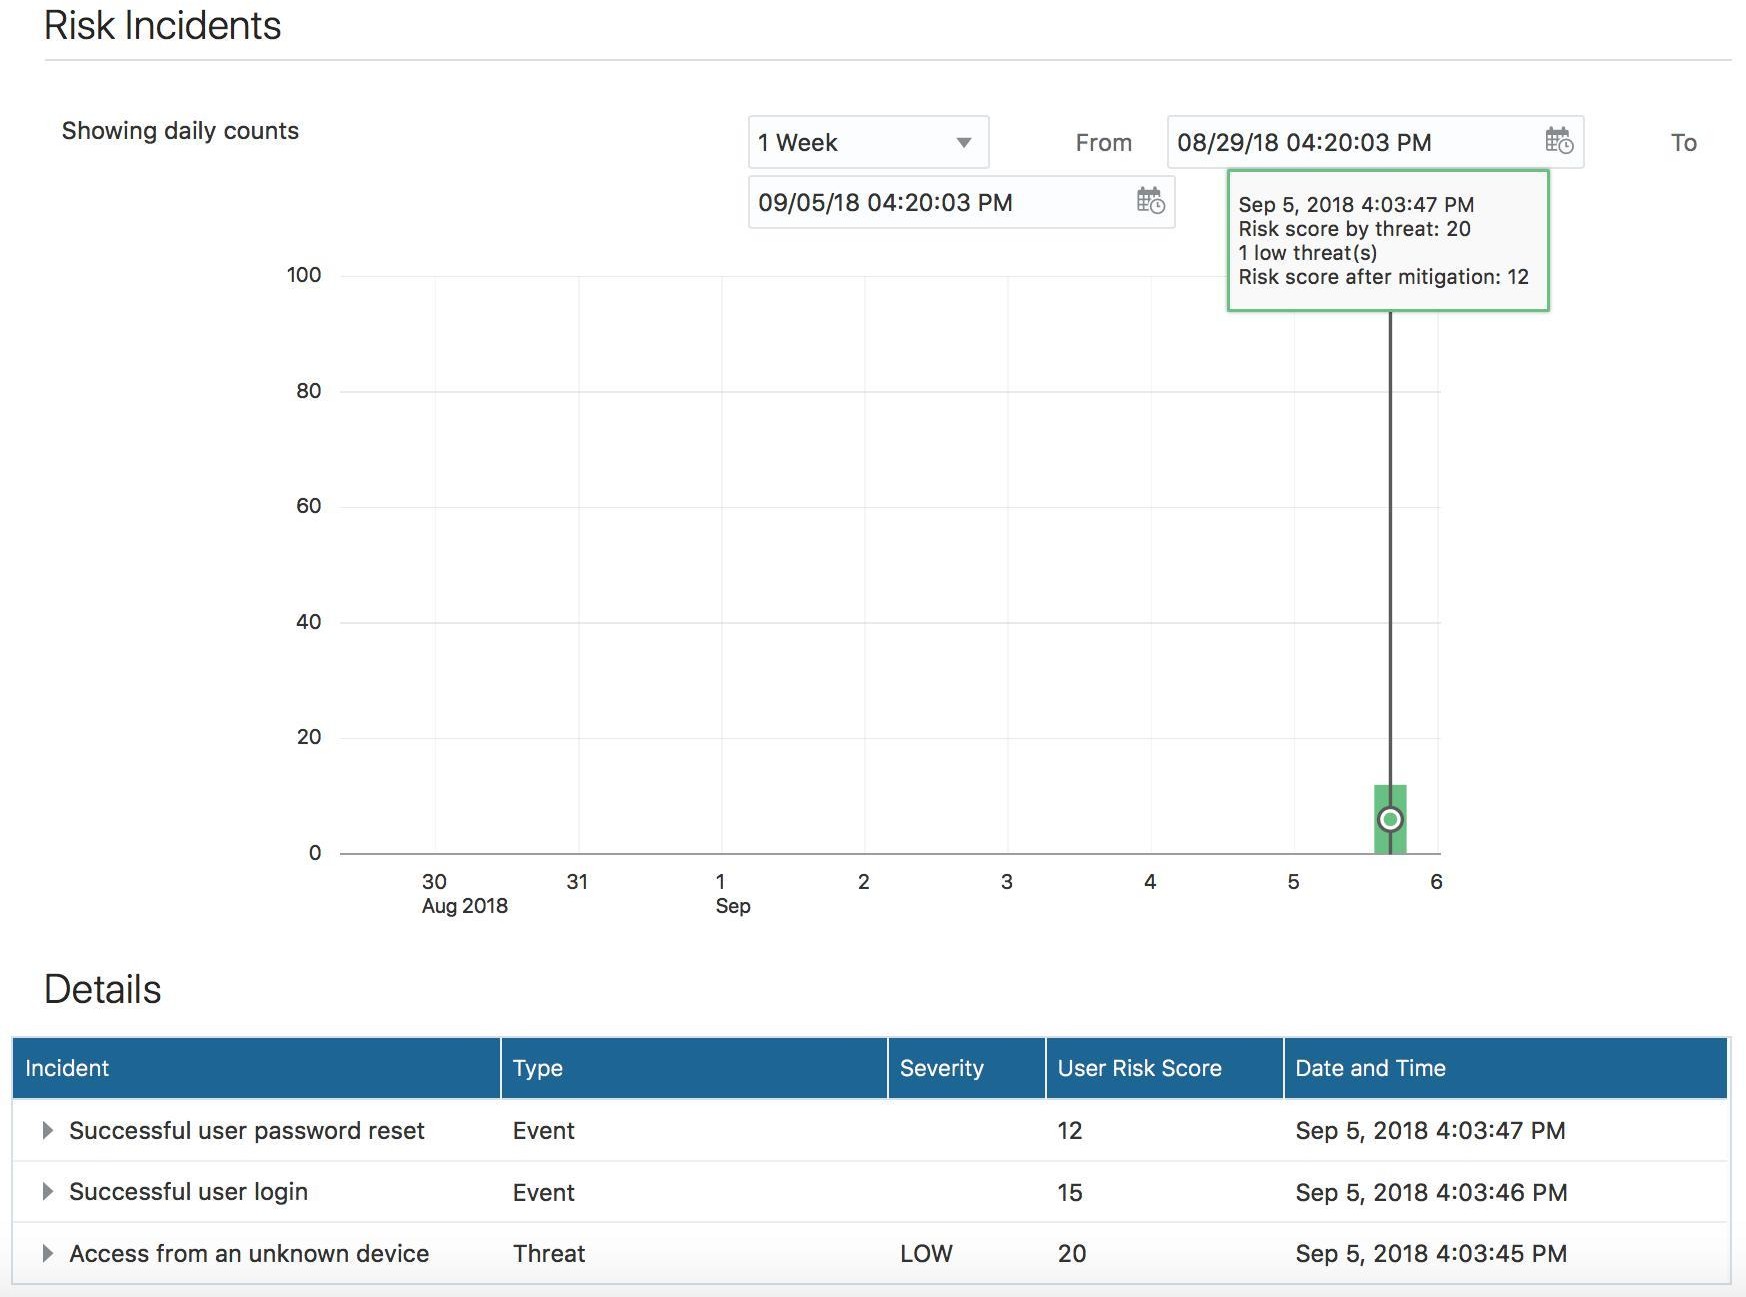 Risk Incidents
Showing daily counts
1 Week
From
08/29/18 04:20:03 PM
To
09/05/18 04:20:03 PM
Sep 5, 2018 4:03:47 PM
Risk score by threat: 20
1 low threat(s)
Risk score after mitigation: 12
100
80
60
40
20
0
30 31 1 2 3 4 5 6
Aug 2018 Sep
Details
Incident Type Severity User Risk Score Date and Time
Successful user password reset Event 12 Sep 5, 2018 4:03:47 PM
Successful user login Event 15 Sep 5, 2018 4:03:46 PM
Access from an unknown device Threat LOW 20 Sep 5, 2018 4:03:45 PM